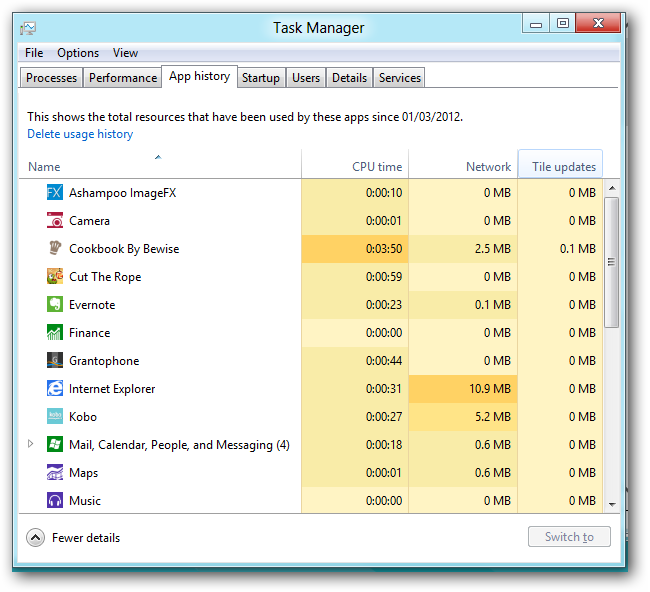 Task Manager
File Options View
Processes Performance App history Startup Users Details Services
This shows the total resources that have been used by these apps since 01/03/2012.
Delete usage history
Name CPU time Network Tile updates
FX Ashampoo ImageFX 0:00:10 0 MB 0 MB
Camera 0:00:01 0 MB 0 MB
Cookbook By Bewise 0:03:50 2.5 MB 0.1 MB
Cut The Rope 0:00:59 0 MB 0 MB
Evernote 0:00:23 0.1 MB 0 MB
Finance 0:00:00 0 MB 0 MB
Grantophone 0:00:44 0 MB 0 MB
Internet Explorer 0:00:31 10.9 MB 0 MB
kobo Kobo 0:00:27 5.2 MB 0 MB
Mail, Calendar, People, and Messaging (4) 0:00:18 0.6 MB 0 MB
Maps 0:00:01 0.6 MB 0 MB
Music 0:00:00 0 MB 0 MB
Fewer details Switch to